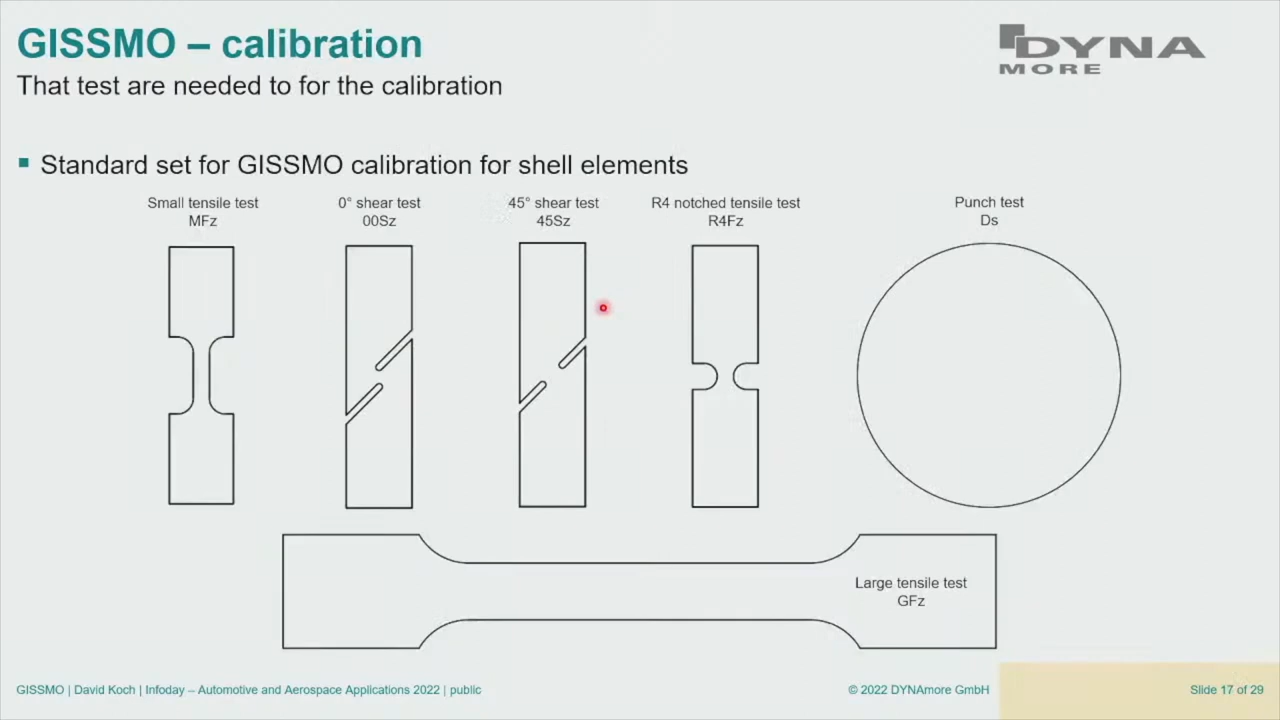 GISSMO – calibration
DYNA
MORE
That test are needed to for the calibration
Standard set for GISSMO calibration for shell elements
Small tensile test
MFz
0° shear test
00Sz
45° shear test
45Sz
R4 notched tensile test
R4Fz
Punch test
Ds
Large tensile test
GFz
GISSMO | David Koch | Infoday – Automotive and Aerospace Applications 2022 | public
© 2022 DYNAmore GmbH
Slide 17 of 29